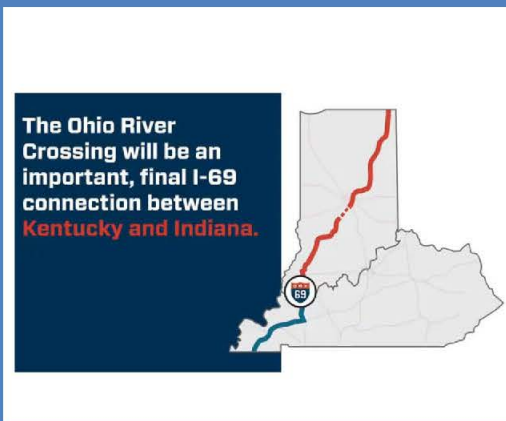 The Ohio River
Crossing will be an
important, final I-69
connection between
Kentucky and Indiana.
69